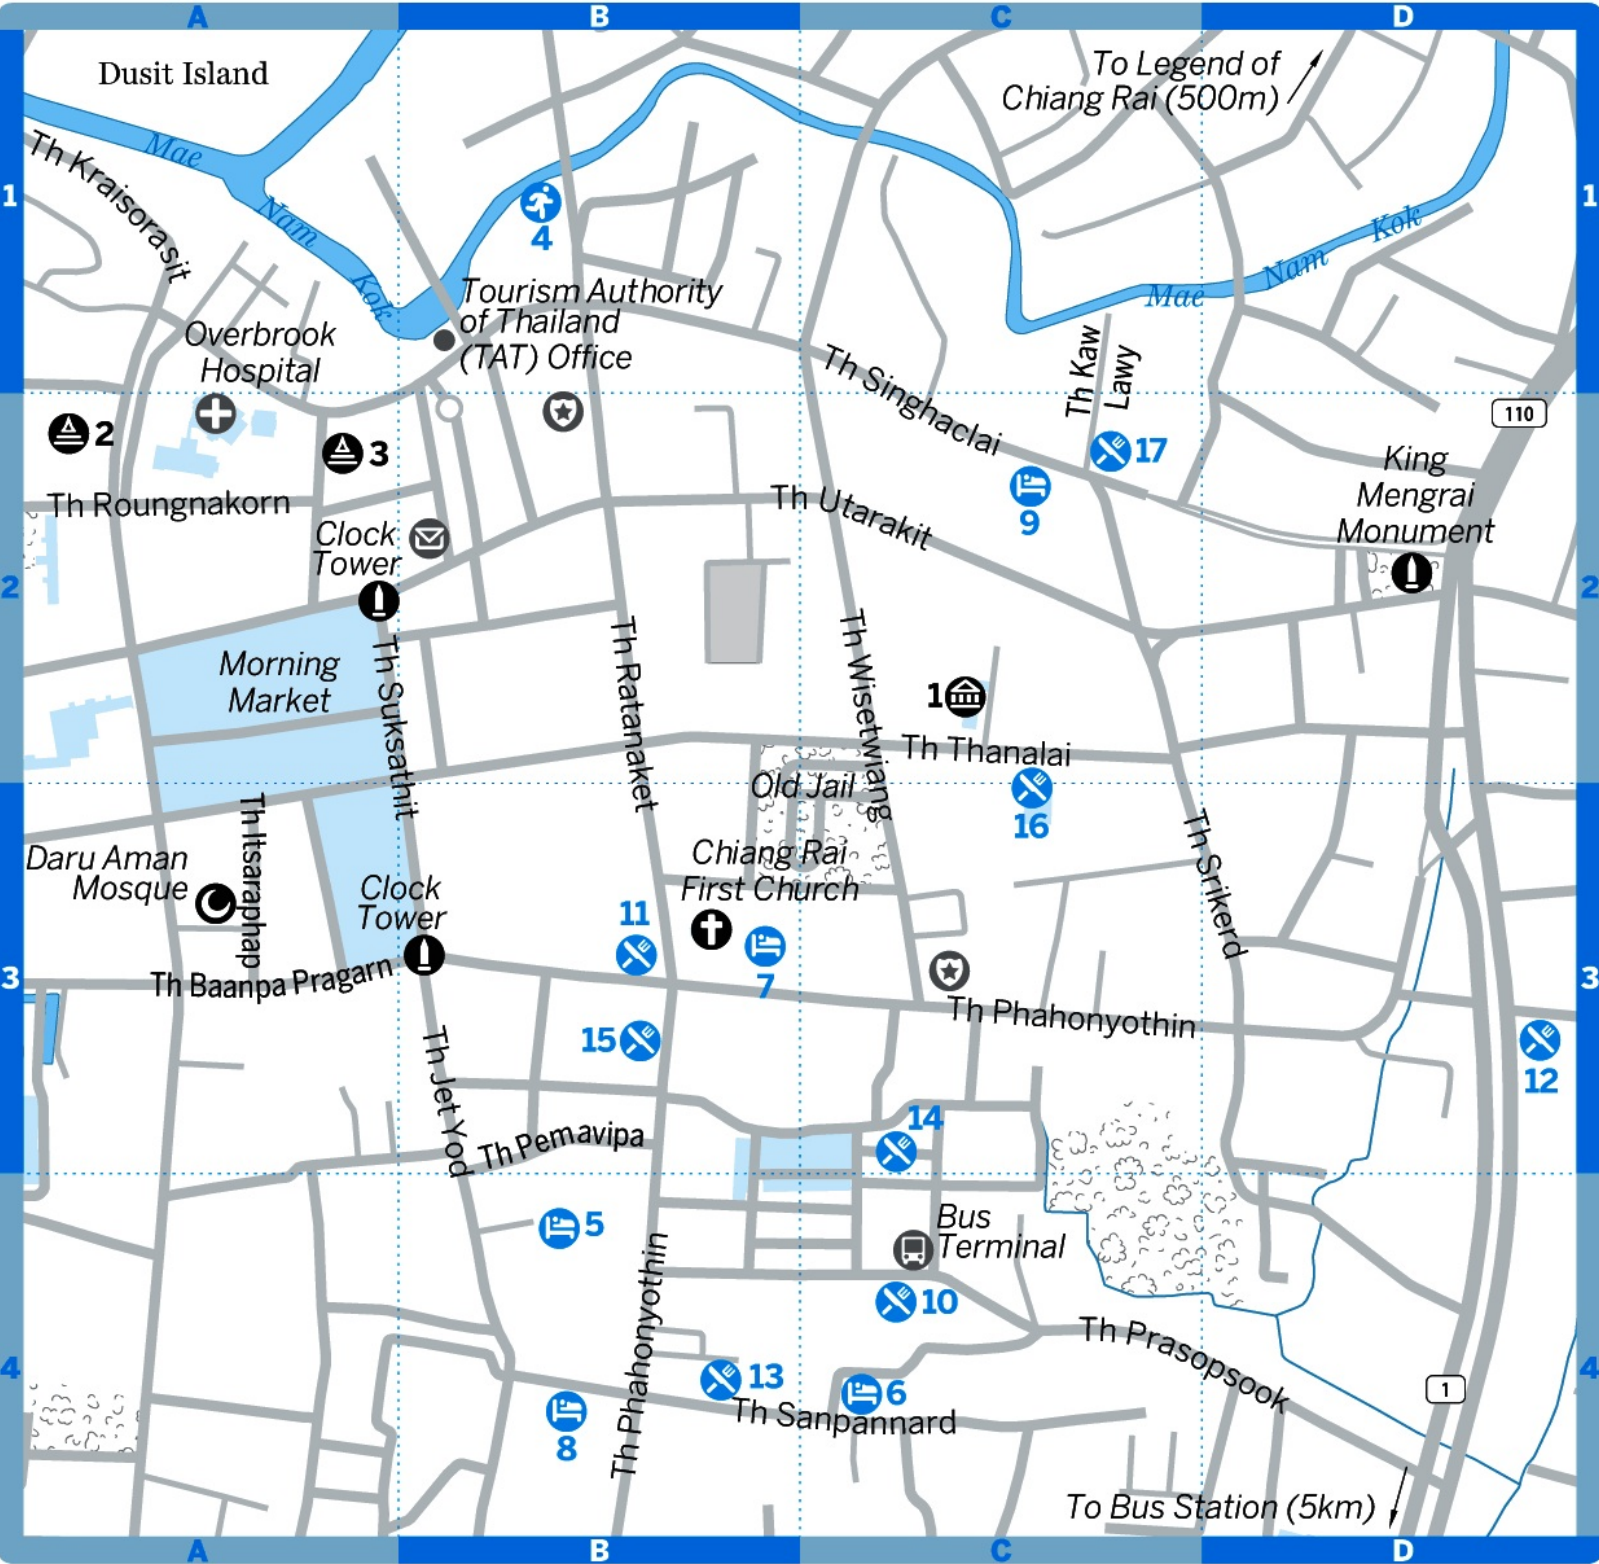 A
B
C
D
Dusit Island
To Legend of
Chiang Rai (500m)
Mae
Th Kraisorasit
1
1
Nam
Kok
4
Kok
Nam
Mae
Tourism Authority
of Thailand
(TAT) Office
Overbrook
Hospital
Th Kaw
Lawy
Th Singhaclai
110
2
3
17
King
Mengrai
Monument
Th Roungnakorn
Th Utarakit
9
Clock
Tower
2
2
Morning
Market
Th Suksathit
Th Ratanaket
Th Wisetwiang
1
Th Thanalai
Old Jail
16
Th Itsaraphap
Daru Aman
Mosque
Clock
Tower
Chiang Rai
First Church
Th Srikerd
11
7
3
3
Th Baanpa Pragarn
Th Phahonyothin
15
12
Th Jet Yod
Th Pemavipa
14
5
Bus
Terminal
10
Th Phahonyothin
Th Prasopsook
4
4
13
6
1
Th Sanpannard
8
To Bus Station (5km)
A
B
C
D